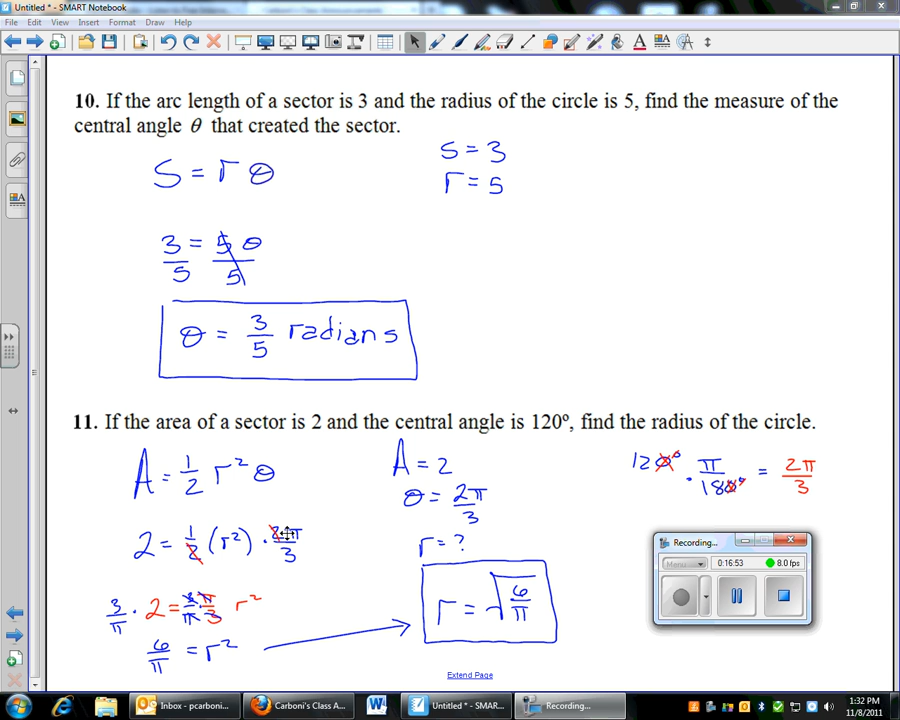 Untitled * - SMART Notebook
File Edit View Insert Format Draw Help
10. If the arc length of a sector is 3 and the radius of the circle is 5, find the measure of the
central angle θ that created the sector.
S = r θ
s = 3
r = 5
3/5 = 5θ/5
θ = 3/5 radians
11. If the area of a sector is 2 and the central angle is 120º, find the radius of the circle.
A = 1/2 r² θ
A = 2
120° · π/180° = 2π/3
θ = 2π/3
2 = 1/2 (r²) · 2π/3
r = ?
3/π · 2 = 3/π · π/3 r²
r = √(6/π)
6/π = r²
Recording...
Menu
0:16:53
8.0 fps
Extend Page
Start
Inbox - pcarboni...
Carboni's Class A...
Untitled * - SMA...
Recording...
1:32 PM
11/8/2011